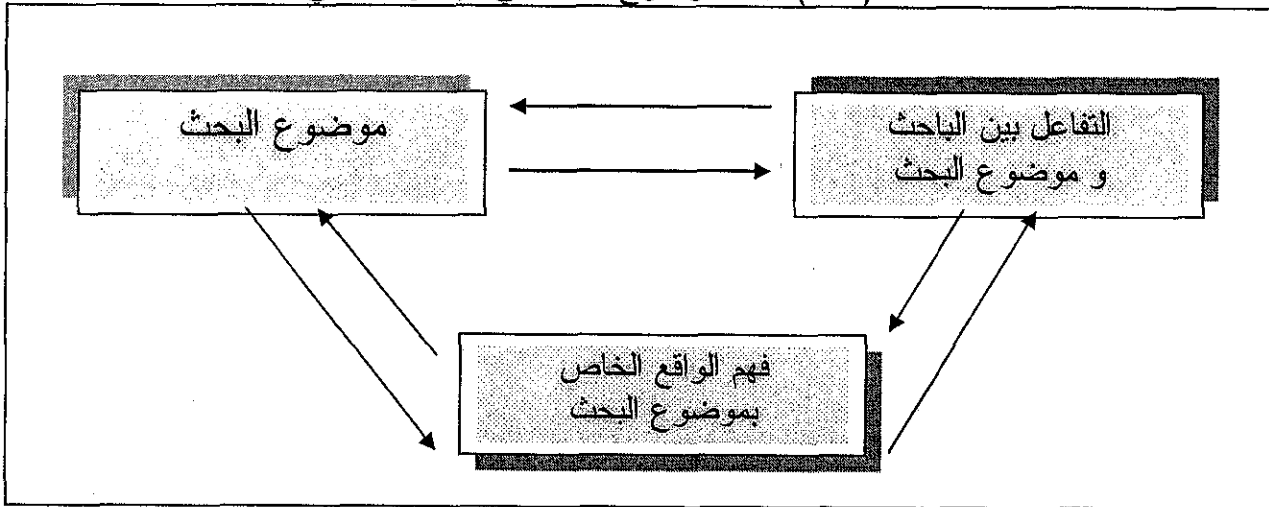 التفاعل بين الباحث
و موضوع البحث
موضوع البحث
فهم الواقع الخاص
بموضوع البحث